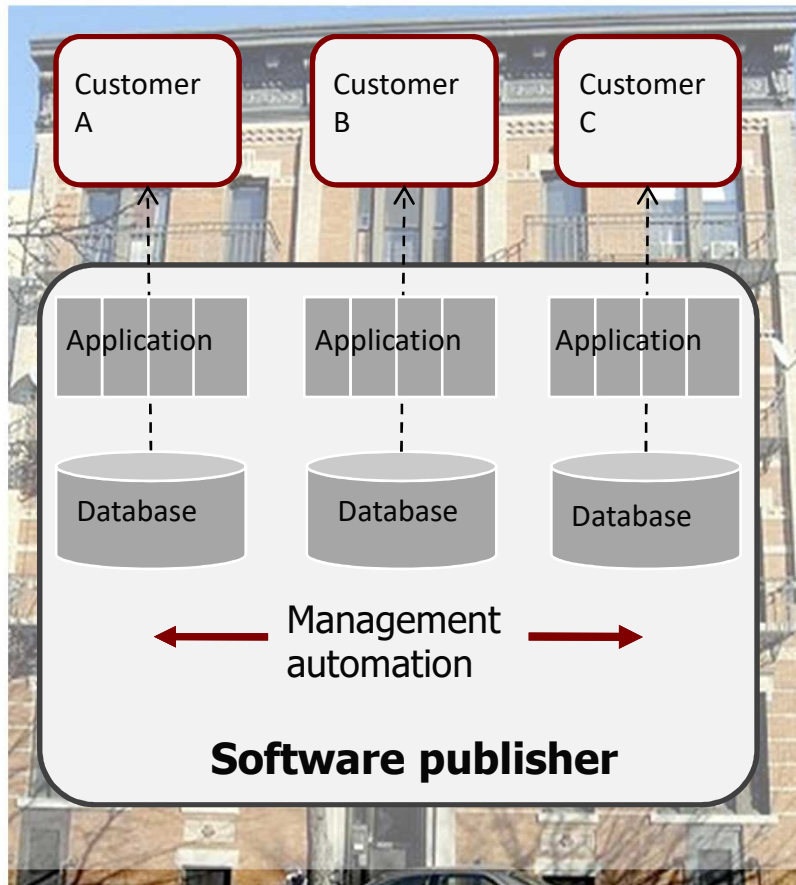 Customer
A
Customer
B
Customer
C
Application
Application
Application
Database
Database
Database
Management
automation
Software publisher